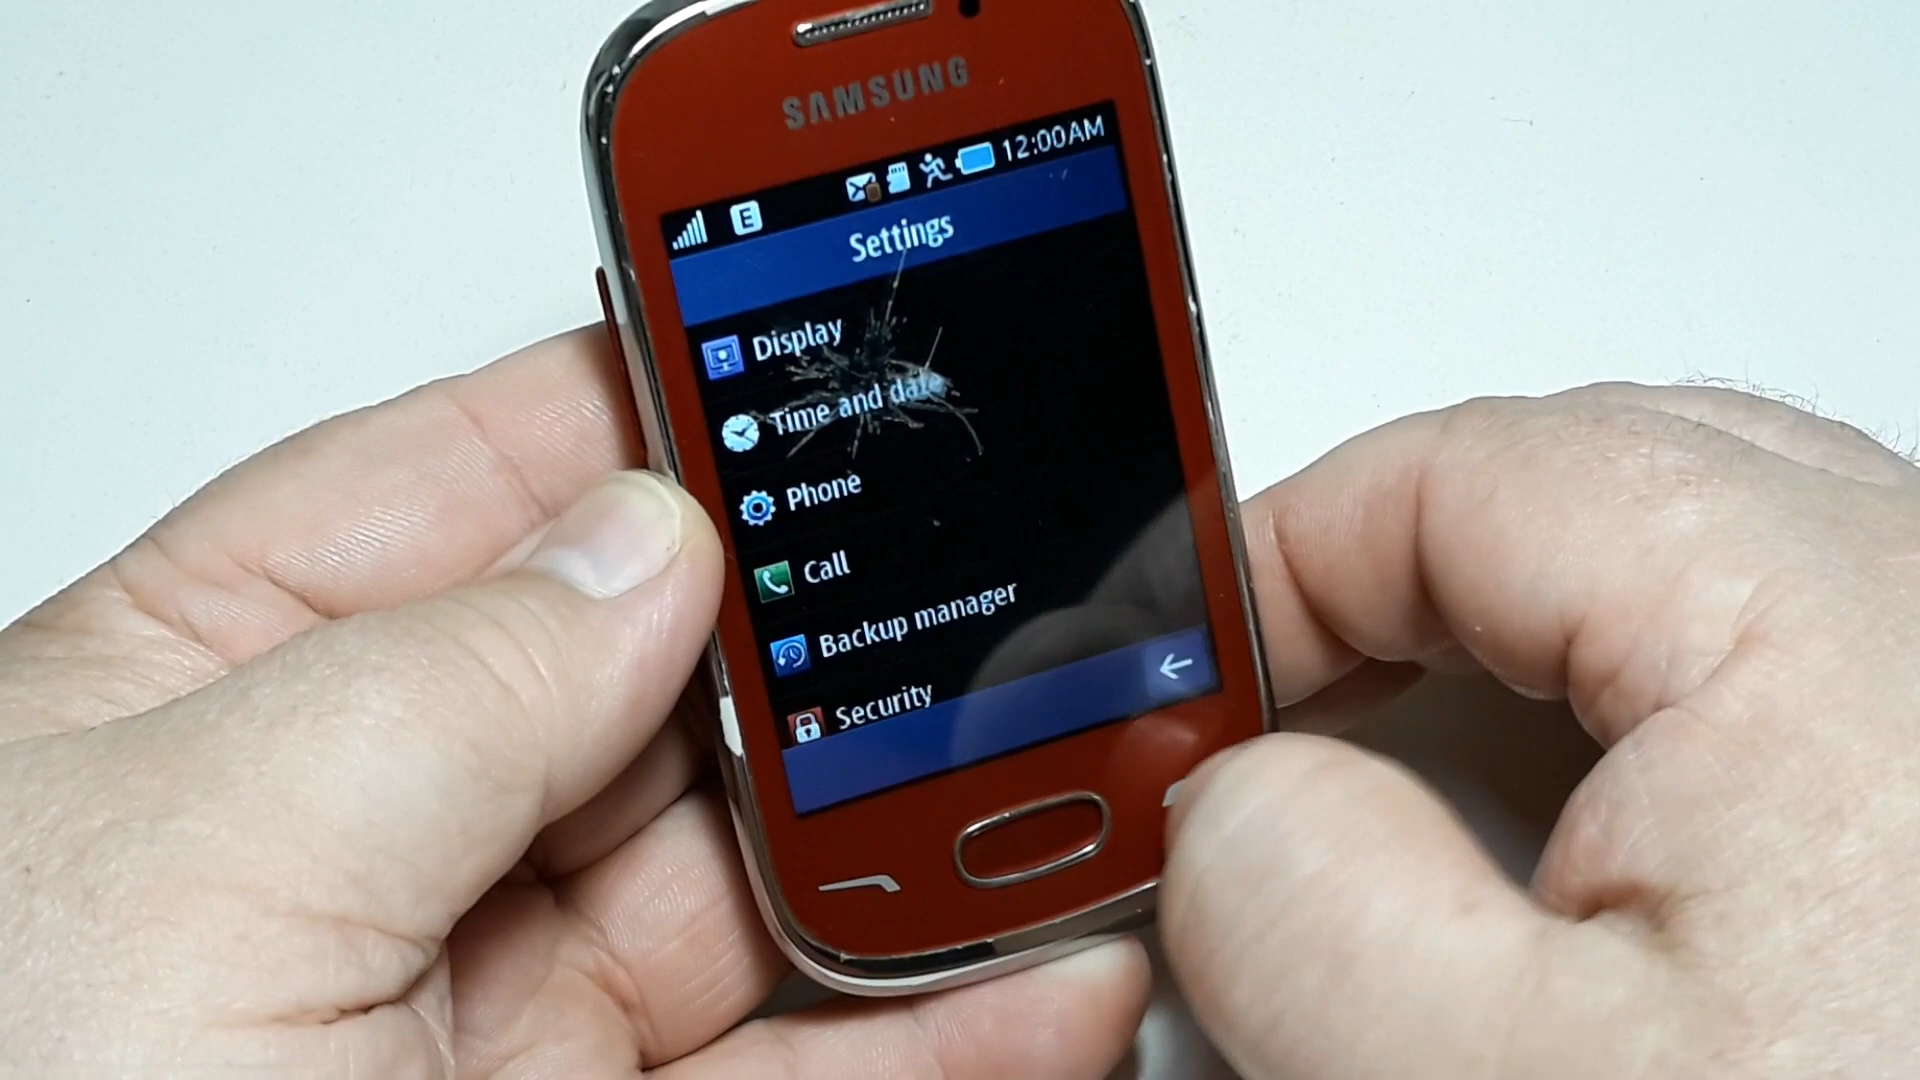 SAMSUNG
E 12:00AM
Settings
Display
Time and date
Phone
Call
Backup manager
Security